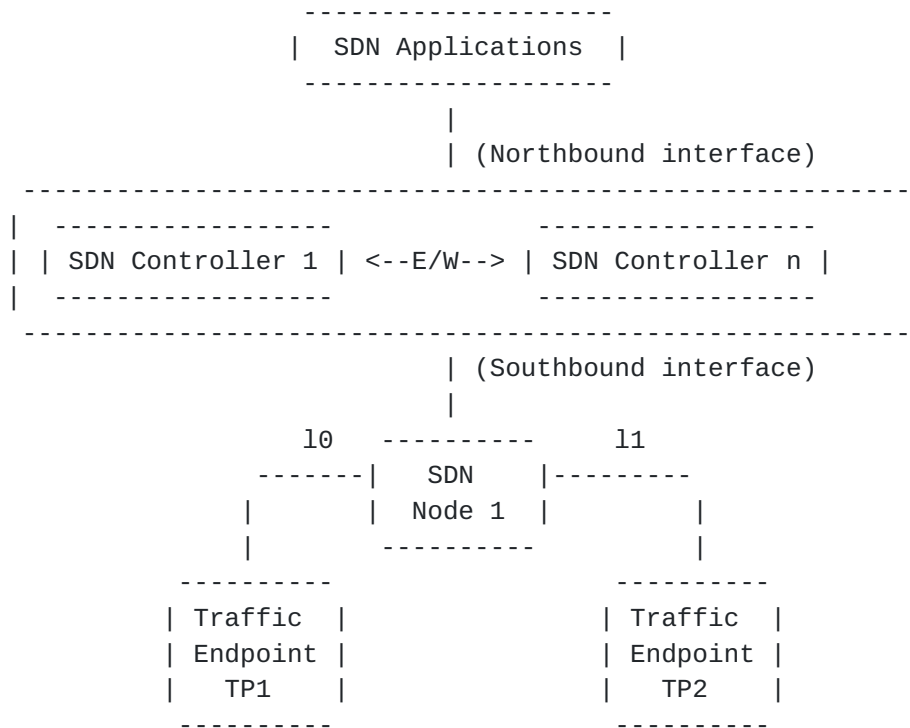 SDN Applications
(Northbound interface)
SDN Controller 1 <--E/W--> SDN Controller n
(Southbound interface)
l0 l1
SDN
Node 1
Traffic Traffic
Endpoint Endpoint
TP1 TP2